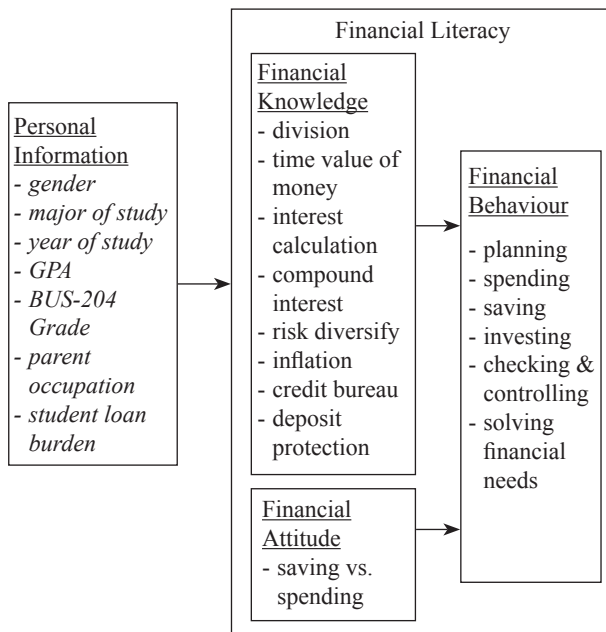 Financial Literacy
Personal
Information
- gender
- major of study
- year of study
- GPA
- BUS-204
Grade
- parent
occupation
- student loan
burden
Financial
Knowledge
- division
- time value of
money
- interest
calculation
- compound
interest
- risk diversify
- inflation
- credit bureau
- deposit
protection
Financial
Attitude
- saving vs.
spending
Financial
Behaviour
- planning
- spending
- saving
- investing
- checking &
controlling
- solving
financial
needs